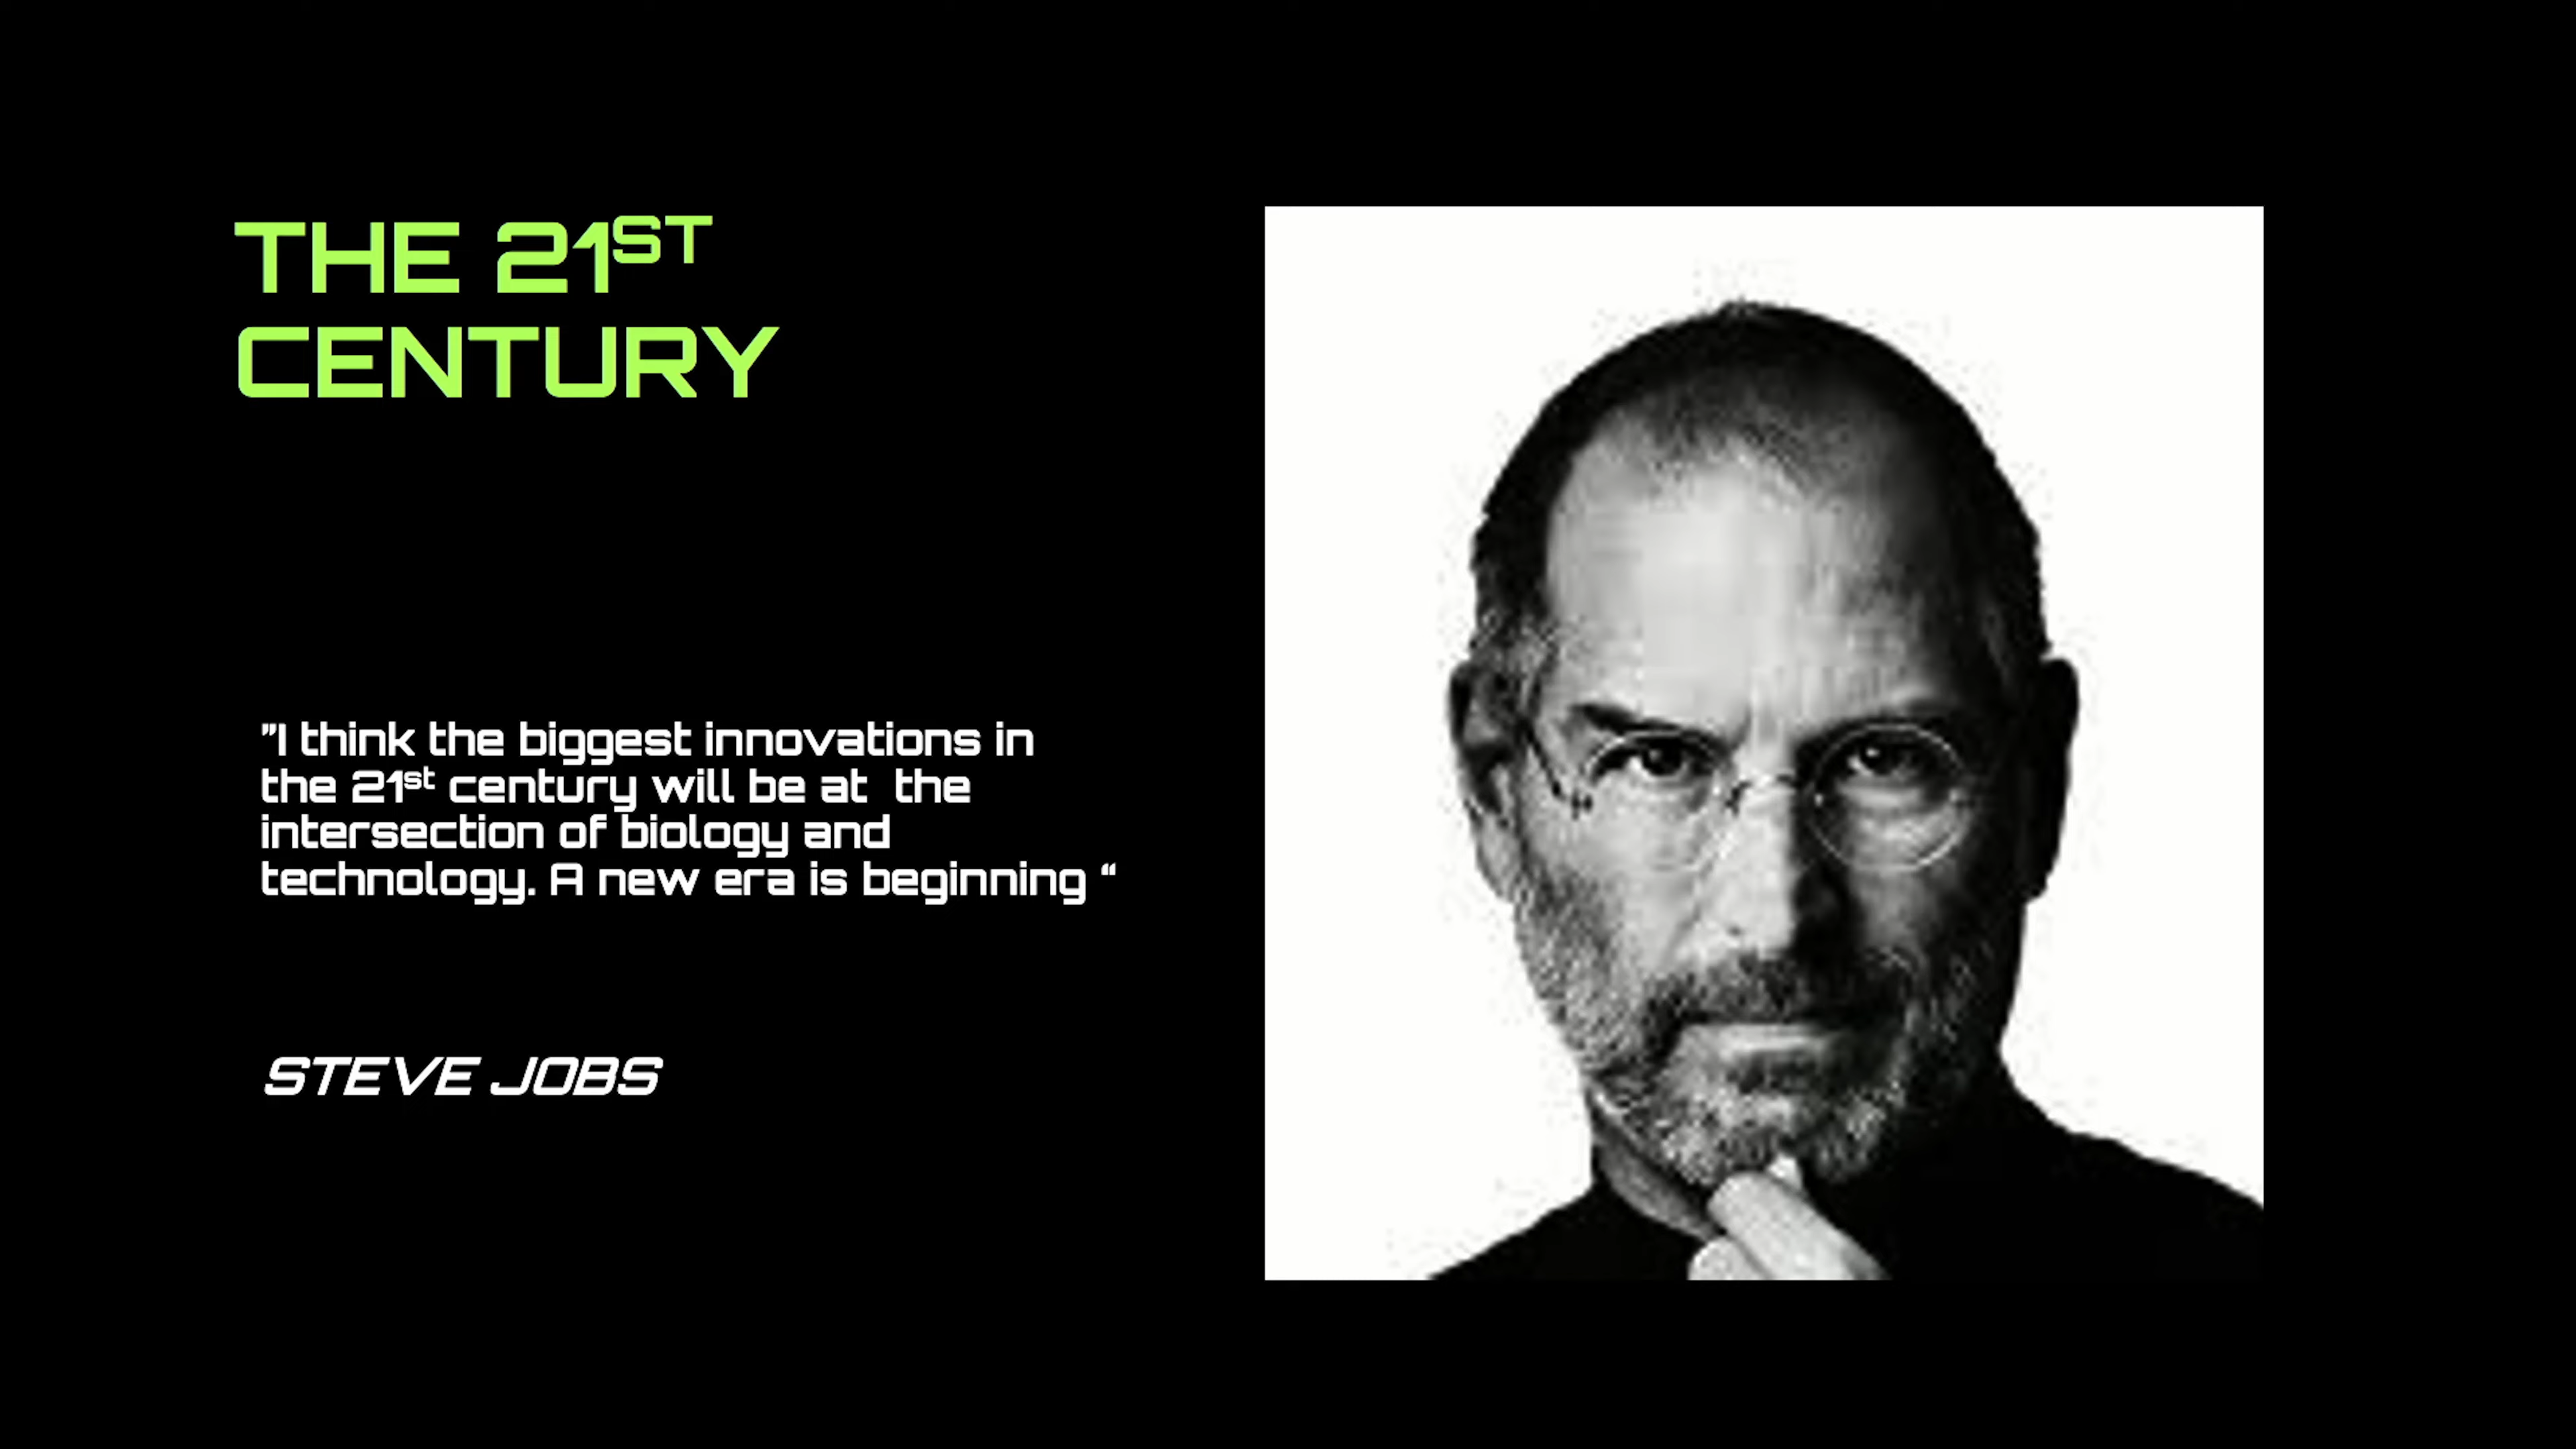 THE 21ST
CENTURY
"I think the biggest innovations in
the 21st century will be at  the
intersection of biology and
technology. A new era is beginning “
STEVE JOBS